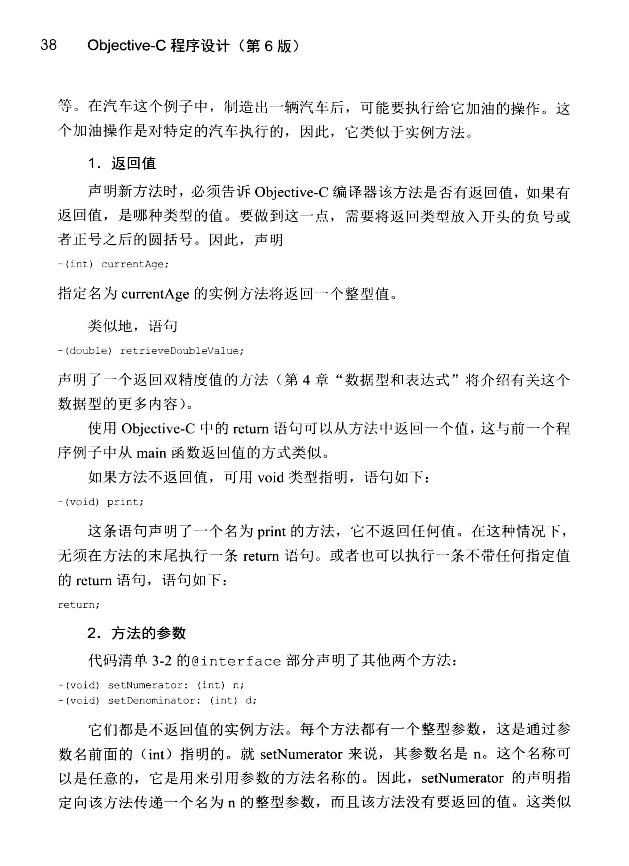 38 Objective-C 程序设计（第 6 版）
等。在汽车这个例子中，制造出一辆汽车后，可能要执行给它加油的操作。这
个加油操作是对特定的汽车执行的，因此，它类似于实例方法。
1．返回值
声明新方法时，必须告诉 Objective-C 编译器该方法是否有返回值，如果有
返回值，是哪种类型的值。要做到这一点，需要将返回类型放入开头的负号或
者正号之后的圆括号。因此，声明
-(int) currentAge;
指定名为 currentAge 的实例方法将返回一个整型值。
类似地，语句
-(double) retrieveDoubleValue;
声明了一个返回双精度值的方法（第 4 章“数据型和表达式”将介绍有关这个
数据型的更多内容）。
使用 Objective-C 中的 return 语句可以从方法中返回一个值，这与前一个程
序例子中从 main 函数返回值的方式类似。
如果方法不返回值，可用 void 类型指明，语句如下：
-(void) print;
这条语句声明了一个名为 print 的方法，它不返回任何值。在这种情况下，
无须在方法的末尾执行一条 return 语句。或者也可以执行一条不带任何指定值
的 return 语句，语句如下：
return;
2．方法的参数
代码清单 3-2 的@interface 部分声明了其他两个方法：
-(void) setNumerator: (int) n;
-(void) setDenominator: (int) d;
它们都是不返回值的实例方法。每个方法都有一个整型参数，这是通过参
数名前面的（int）指明的。就 setNumerator 来说，其参数名是 n。这个名称可
以是任意的，它是用来引用参数的方法名称的。因此，setNumerator 的声明指
定向该方法传递一个名为 n 的整型参数，而且该方法没有要返回的值。这类似